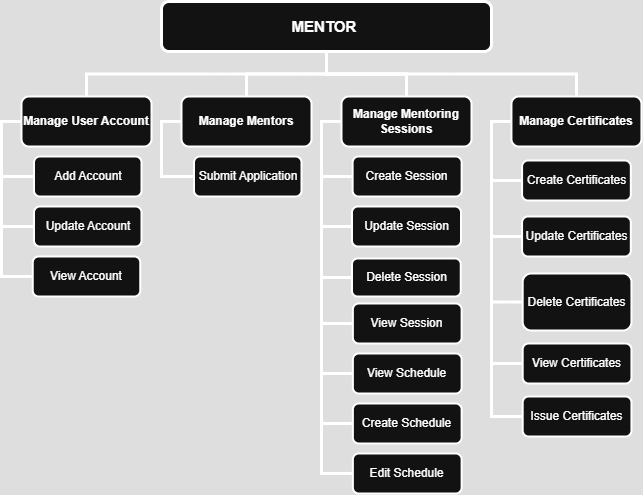 MENTOR
Manage User Account
Add Account
Update Account
View Account
Manage Mentors
Submit Application
Manage Mentoring
Sessions
Create Session
Update Session
Delete Session
View Session
View Schedule
Create Schedule
Edit Schedule
Manage Certificates
Create Certificates
Update Certificates
Delete Certificates
View Certificates
Issue Certificates